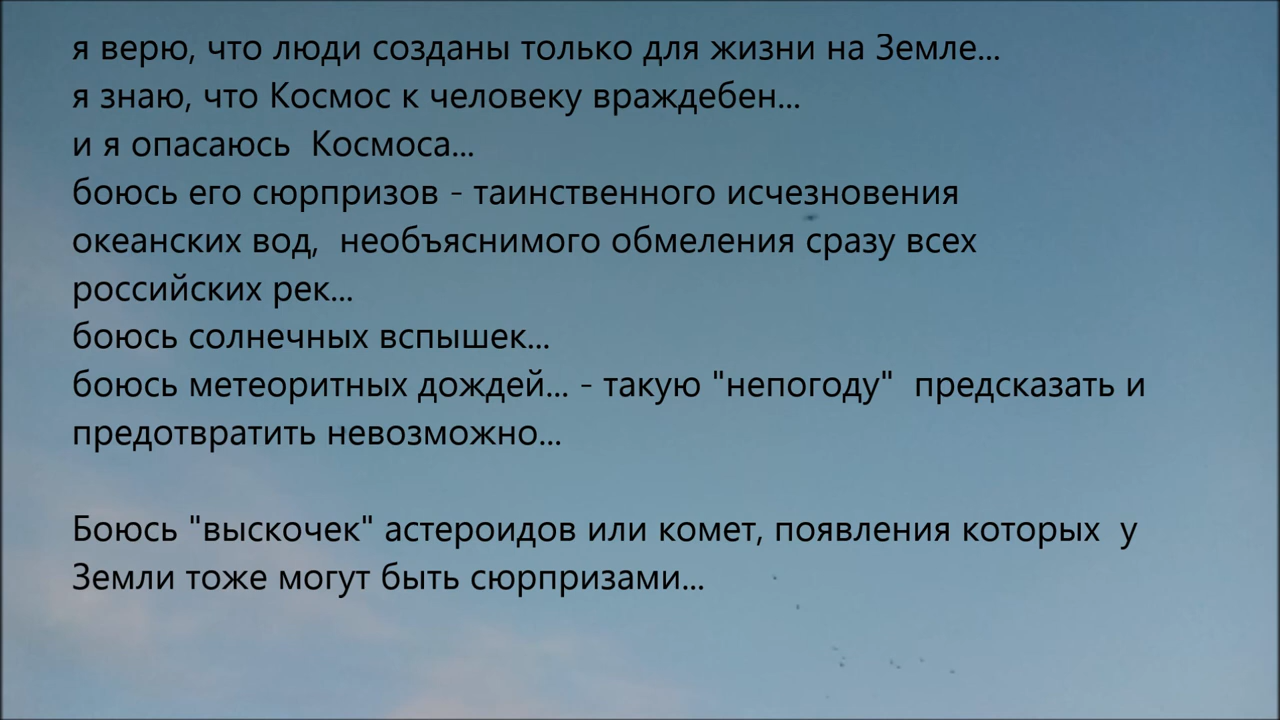 я верю, что люди созданы только для жизни на Земле...
я знаю, что Космос к человеку враждебен...
и я опасаюсь  Космоса...
боюсь его сюрпризов - таинственного исчезновения
океанских вод,  необъяснимого обмеления сразу всех
российских рек...
боюсь солнечных вспышек...
боюсь метеоритных дождей... - такую "непогоду"  предсказать и
предотвратить невозможно...
Боюсь "выскочек" астероидов или комет, появления которых  у
Земли тоже могут быть сюрпризами...